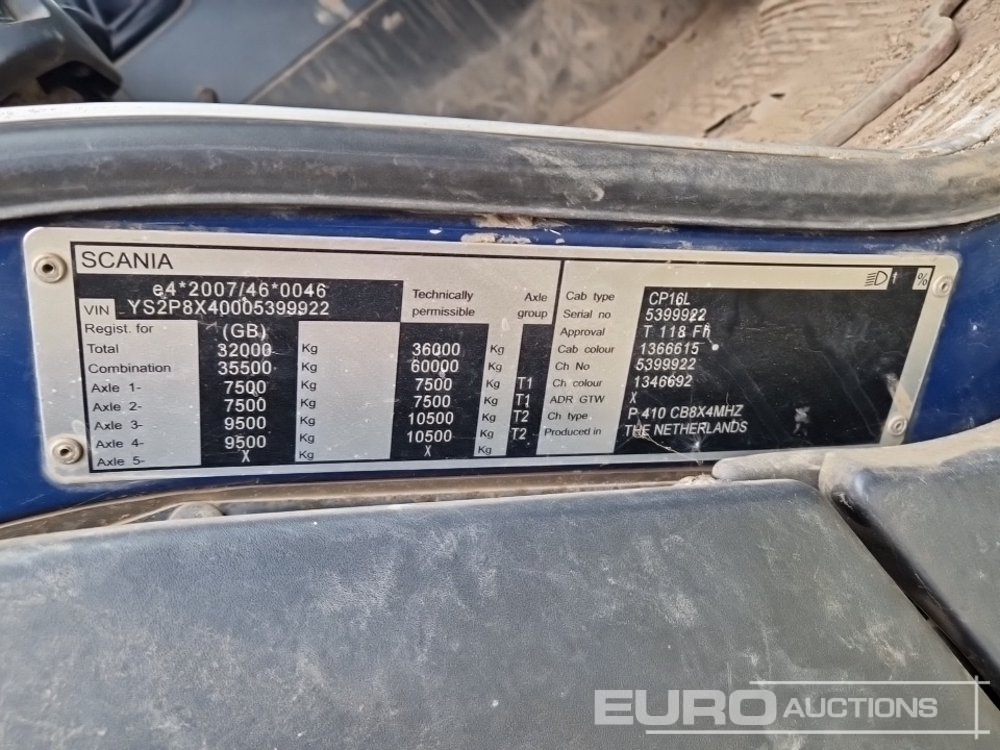 SCANIA
e4*2007/46*0046
VIN YS2P8X40005399922
Technically permissible
Axle group
Regist. for (GB)
Total 32000 Kg 36000 Kg
Combination 35500 Kg 60000 Kg
Axle 1- 7500 Kg 7500 Kg T1
Axle 2- 7500 Kg 7500 Kg T1
Axle 3- 9500 Kg 10500 Kg T2
Axle 4- 9500 Kg 10500 Kg T2
Axle 5- X Kg X Kg
%
Cab type CP16L
Serial no 5399922
Approval T 118 FR
Cab colour 1366615
Ch No 5399922
Ch colour 1346692
ADR GTW X
Ch type P 410 CB8X4MHZ
Produced in THE NETHERLANDS
EURO AUCTIONS